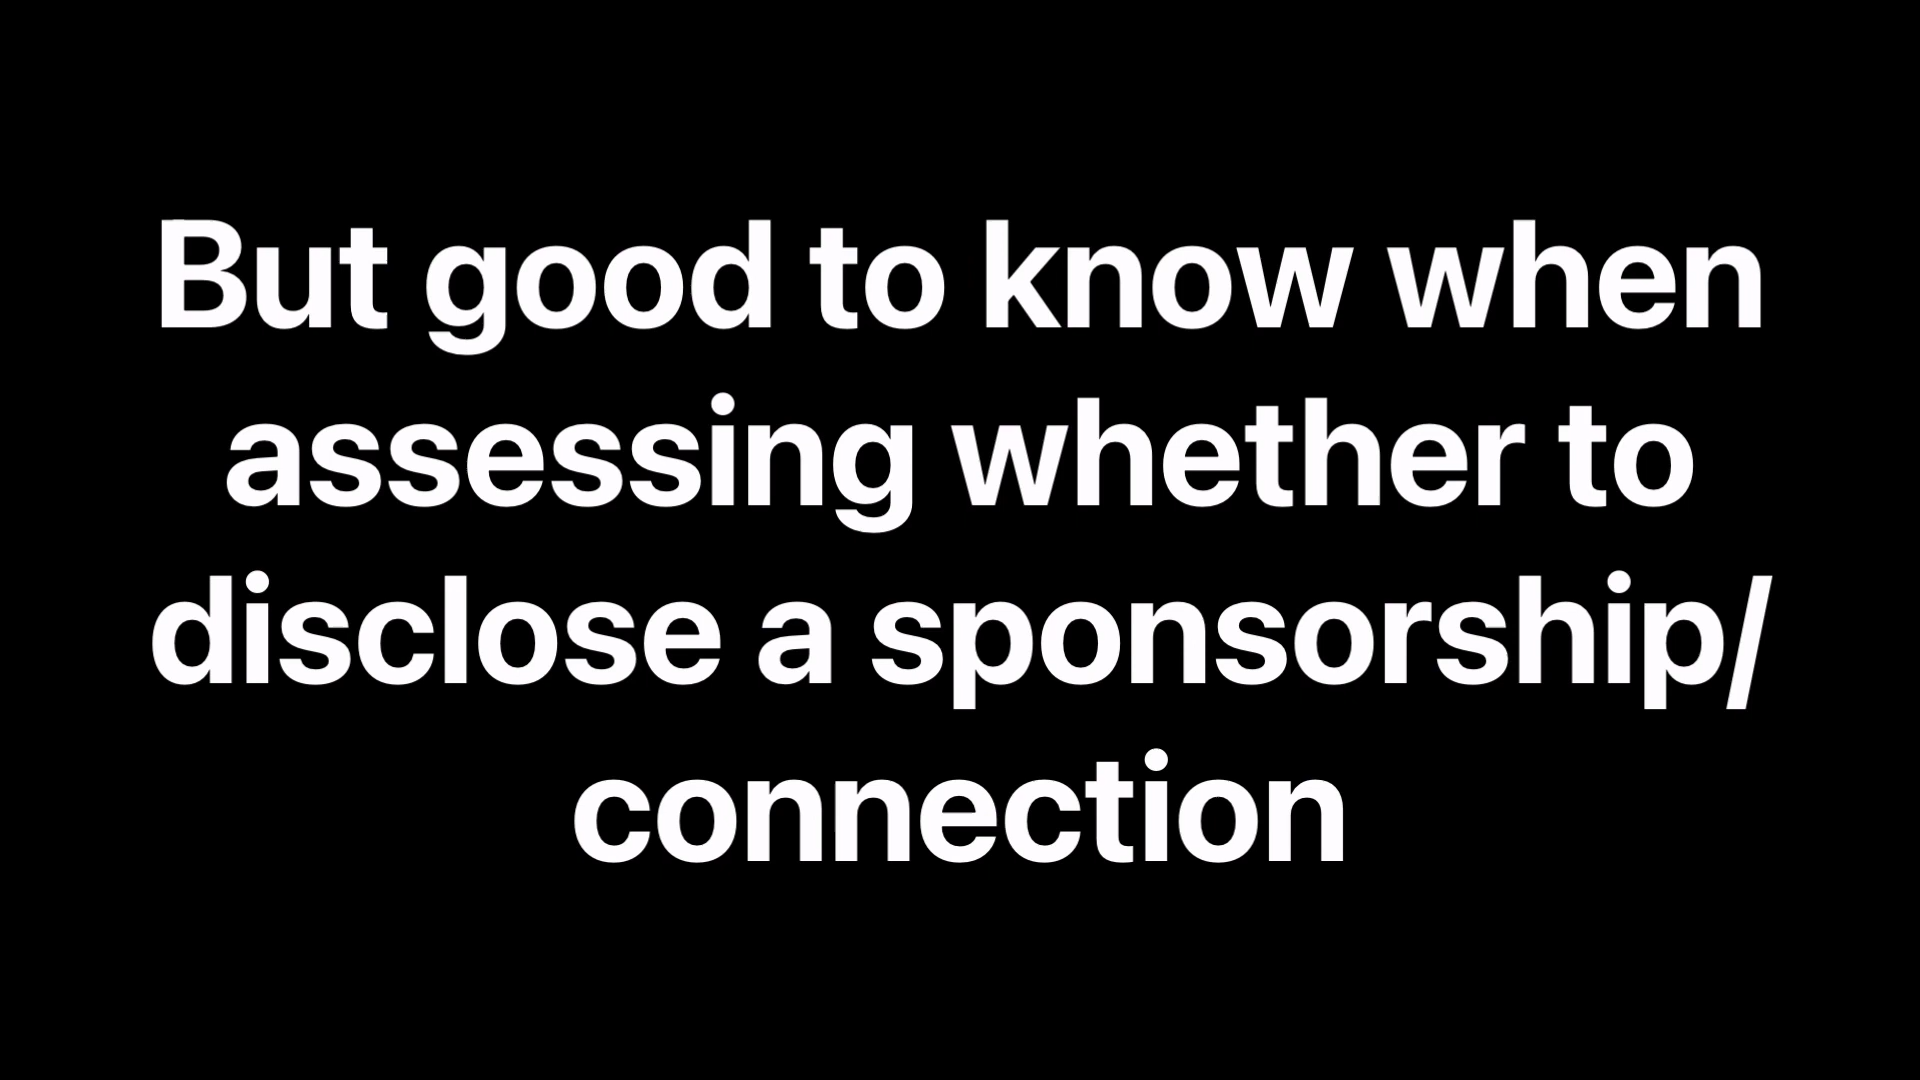 But good to know when
assessing whether to
disclose a sponsorship/
connection